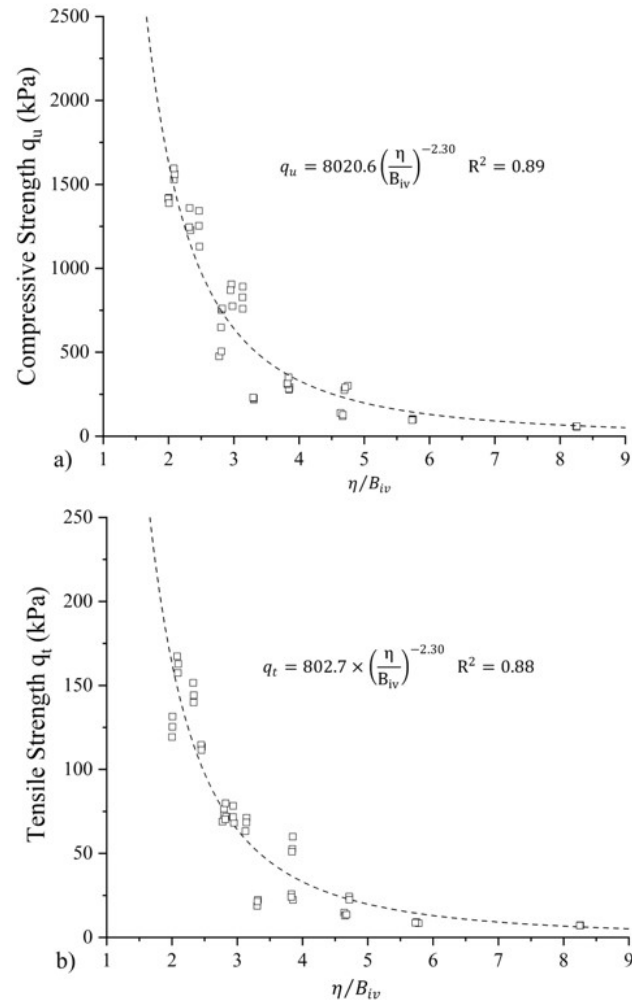 2500
2000
1500
1000
500
0
Compressive Strength q_u (kPa)
q_u = 8020.6 (η/B_iv)^−2.30 R² = 0.89
1 2 3 4 5 6 7 8 9
a)
η/B_iv
250
200
150
100
50
0
Tensile Strength q_t (kPa)
q_t = 802.7 × (η/B_iv)^−2.30 R² = 0.88
1 2 3 4 5 6 7 8 9
b)
η/B_iv